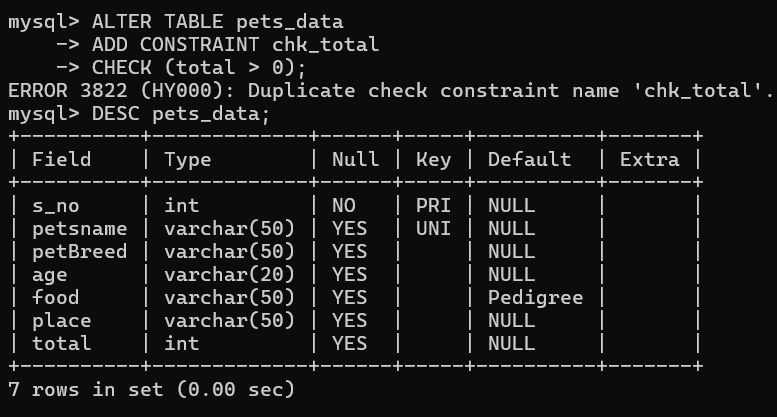 mysql> ALTER TABLE pets_data
    -> ADD CONSTRAINT chk_total
    -> CHECK (total > 0);
ERROR 3822 (HY000): Duplicate check constraint name 'chk_total'.
mysql> DESC pets_data;
+----------+-------------+------+-----+----------+-------+
| Field    | Type        | Null | Key | Default  | Extra |
+----------+-------------+------+-----+----------+-------+
| s_no     | int         | NO   | PRI | NULL     |       |
| petsname | varchar(50) | YES  | UNI | NULL     |       |
| petBreed | varchar(50) | YES  |     | NULL     |       |
| age      | varchar(20) | YES  |     | NULL     |       |
| food     | varchar(50) | YES  |     | Pedigree |       |
| place    | varchar(50) | YES  |     | NULL     |       |
| total    | int         | YES  |     | NULL     |       |
+----------+-------------+------+-----+----------+-------+
7 rows in set (0.00 sec)